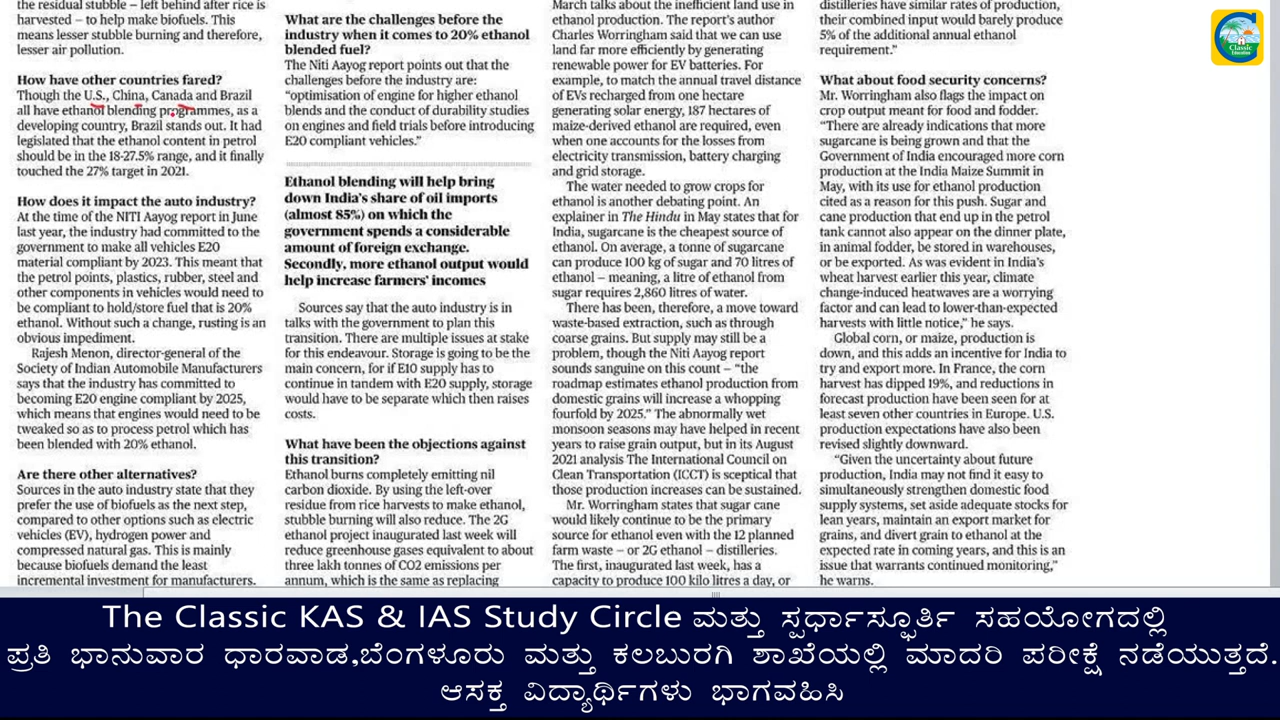 the residual stubble – left behind after rice is
harvested – to help make biofuels. This
means lesser stubble burning and therefore,
lesser air pollution.
How have other countries fared?
Though the U.S., China, Canada and Brazil
all have ethanol blending programmes, as a
developing country, Brazil stands out. It had
legislated that the ethanol content in petrol
should be in the 18-27.5% range, and it finally
touched the 27% target in 2021.
How does it impact the auto industry?
At the time of the NITI Aayog report in June
last year, the industry had committed to the
government to make all vehicles E20
material compliant by 2023. This meant that
the petrol points, plastics, rubber, steel and
other components in vehicles would need to
be compliant to hold/store fuel that is 20%
ethanol. Without such a change, rusting is an
obvious impediment.
Rajesh Menon, director-general of the
Society of Indian Automobile Manufacturers
says that the industry has committed to
becoming E20 engine compliant by 2025,
which means that engines would need to be
tweaked so as to process petrol which has
been blended with 20% ethanol.
Are there other alternatives?
Sources in the auto industry state that they
prefer the use of biofuels as the next step,
compared to other options such as electric
vehicles (EV), hydrogen power and
compressed natural gas. This is mainly
because biofuels demand the least
incremental investment for manufacturers.
What are the challenges before the
industry when it comes to 20% ethanol
blended fuel?
The Niti Aayog report points out that the
challenges before the industry are:
“optimisation of engine for higher ethanol
blends and the conduct of durability studies
on engines and field trials before introducing
E20 compliant vehicles.”
Ethanol blending will help bring
down India’s share of oil imports
(almost 85%) on which the
government spends a considerable
amount of foreign exchange.
Secondly, more ethanol output would
help increase farmers’ incomes
Sources say that the auto industry is in
talks with the government to plan this
transition. There are multiple issues at stake
for this endeavour. Storage is going to be the
main concern, for if E10 supply has to
continue in tandem with E20 supply, storage
would have to be separate which then raises
costs.
What have been the objections against
this transition?
Ethanol burns completely emitting nil
carbon dioxide. By using the left-over
residue from rice harvests to make ethanol,
stubble burning will also reduce. The 2G
ethanol project inaugurated last week will
reduce greenhouse gases equivalent to about
three lakh tonnes of CO2 emissions per
annum, which is the same as replacing
March talks about the inefficient land use in
ethanol production. The report’s author
Charles Worringham said that we can use
land far more efficiently by generating
renewable power for EV batteries. For
example, to match the annual travel distance
of EVs recharged from one hectare
generating solar energy, 187 hectares of
maize-derived ethanol are required, even
when one accounts for the losses from
electricity transmission, battery charging
and grid storage.
The water needed to grow crops for
ethanol is another debating point. An
explainer in The Hindu in May states that for
India, sugarcane is the cheapest source of
ethanol. On average, a tonne of sugarcane
can produce 100 kg of sugar and 70 litres of
ethanol – meaning, a litre of ethanol from
sugar requires 2,860 litres of water.
There has been, therefore, a move toward
waste-based extraction, such as through
coarse grains. But supply may still be a
problem, though the Niti Aayog report
sounds sanguine on this count – “the
roadmap estimates ethanol production from
domestic grains will increase a whopping
fourfold by 2025.” The abnormally wet
monsoon seasons may have helped in recent
years to raise grain output, but in its August
2021 analysis The International Council on
Clean Transportation (ICCT) is sceptical that
those production increases can be sustained.
Mr. Worringham states that sugar cane
would likely continue to be the primary
source for ethanol even with the 12 planned
farm waste – or 2G ethanol – distilleries.
The first, inaugurated last week, has a
capacity to produce 100 kilo litres a day, or
distilleries have similar rates of production,
their combined input would barely produce
5% of the additional annual ethanol
requirement.”
What about food security concerns?
Mr. Worringham also flags the impact on
crop output meant for food and fodder.
“There are already indications that more
sugarcane is being grown and that the
Government of India encouraged more corn
production at the India Maize Summit in
May, with its use for ethanol production
cited as a reason for this push. Sugar and
cane production that end up in the petrol
tank cannot also appear on the dinner plate,
in animal fodder, be stored in warehouses,
or be exported. As was evident in India’s
wheat harvest earlier this year, climate
change-induced heatwaves are a worrying
factor and can lead to lower-than-expected
harvests with little notice,” he says.
Global corn, or maize, production is
down, and this adds an incentive for India to
try and export more. In France, the corn
harvest has dipped 19%, and reductions in
forecast production have been seen for at
least seven other countries in Europe. U.S.
production expectations have also been
revised slightly downward.
“Given the uncertainty about future
production, India may not find it easy to
simultaneously strengthen domestic food
supply systems, set aside adequate stocks for
lean years, maintain an export market for
grains, and divert grain to ethanol at the
expected rate in coming years, and this is an
issue that warrants continued monitoring,”
he warns.
Classic
Education
The Classic KAS & IAS Study Circle ಮತ್ತು ಸ್ಪರ್ಧಾಸ್ಫೂರ್ತಿ ಸಹಯೋಗದಲ್ಲಿ
ಪ್ರತಿ ಭಾನುವಾರ ಧಾರವಾಡ,ಬೆಂಗಳೂರು ಮತ್ತು ಕಲಬುರಗಿ ಶಾಖೆಯಲ್ಲಿ ಮಾದರಿ ಪರೀಕ್ಷೆ ನಡೆಯುತ್ತದೆ.
ಆಸಕ್ತ ವಿದ್ಯಾರ್ಥಿಗಳು ಭಾಗವಹಿಸಿ